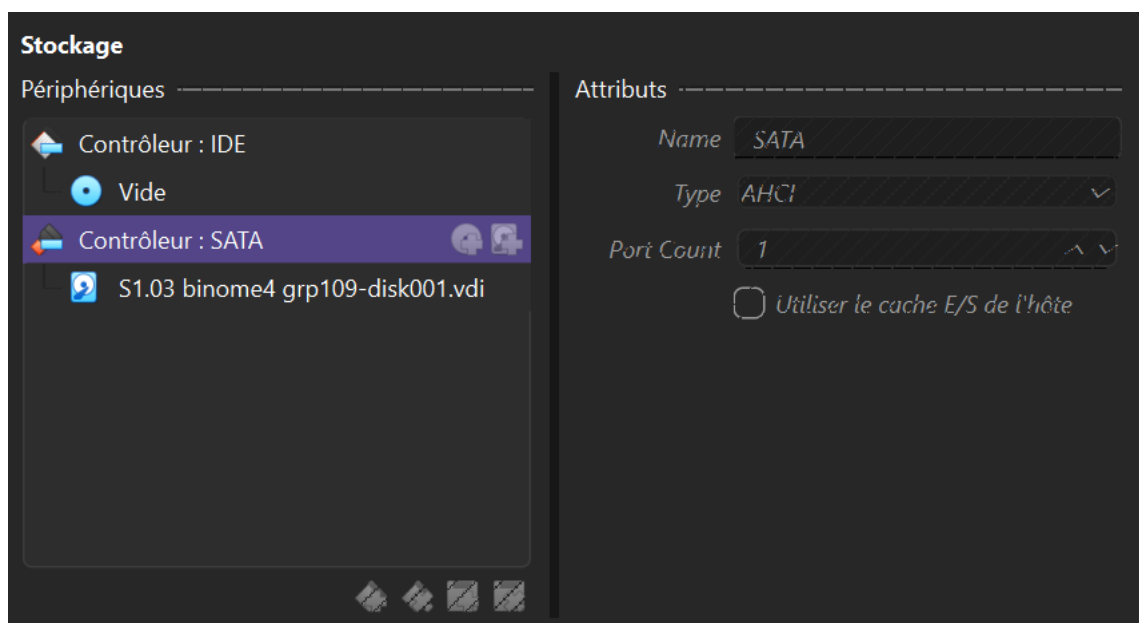 Stockage
Périphériques
Contrôleur : IDE
Vide
Contrôleur : SATA
S1.03 binome4 grp109-disk001.vdi
Attributs
Name SATA
Type AHCI
Port Count 1
Utiliser le cache E/S de l'hôte